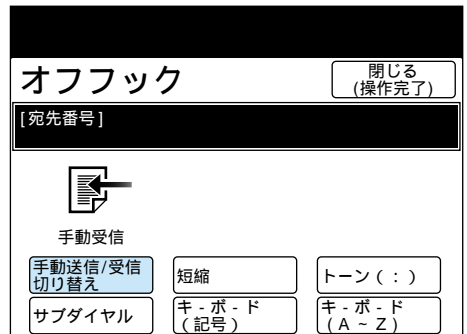 オフフック
閉じる
(操作完了)
[宛先番号]
手動受信
手動送信/受信
切り替え
短縮
トーン(:)
サブダイヤル
キ-ボ-ド
(記号)
キ-ボ-ド
(A~Z)